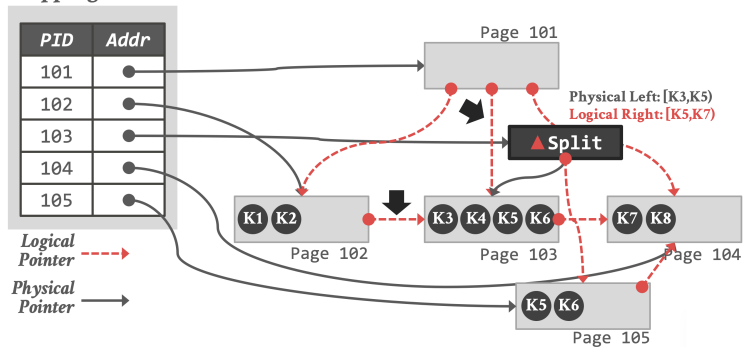 PID Addr
101
102
103
104
105
Logical
Pointer
Physical
Pointer
Page 101
Physical Left: [K3,K5)
Logical Right: [K5,K7)
▲Split
K1 K2
Page 102
K3 K4 K5 K6
Page 103
K7 K8
Page 104
K5 K6
Page 105